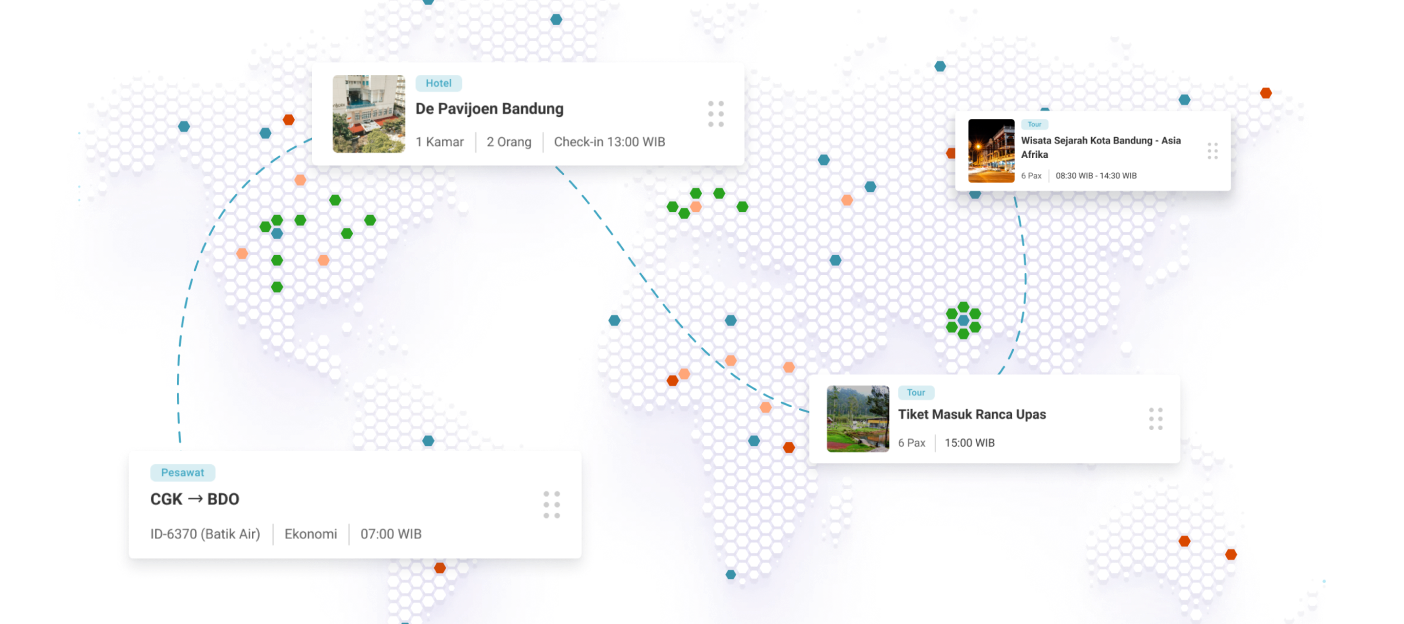 Hotel
De Pavijoen Bandung
1 Kamar 2 Orang Check-in 13:00 WIB
Tour
Wisata Sejarah Kota Bandung - Asia
Afrika
6 Pax 08:30 WIB - 14:30 WIB
Tour
Tiket Masuk Ranca Upas
6 Pax 15:00 WIB
Pesawat
CGK → BDO
ID-6370 (Batik Air) Ekonomi 07:00 WIB